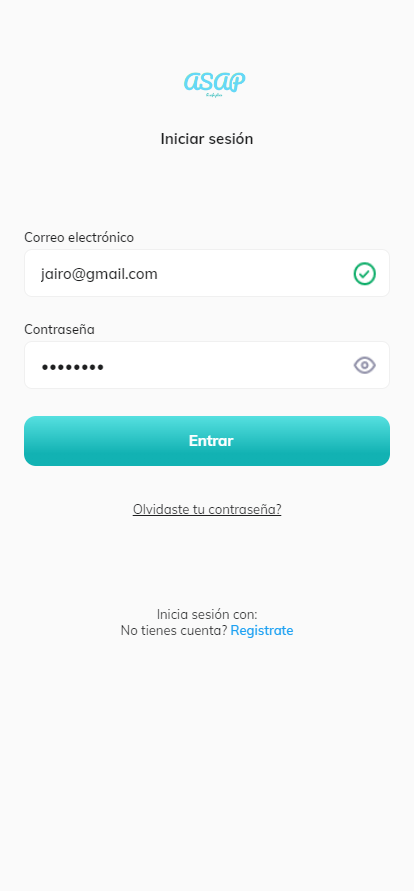 ASAP
Iniciar sesión
Correo electrónico
jairo@gmail.com
Contraseña
••••••••
Entrar
Olvidaste tu contraseña?
Inicia sesión con:
No tienes cuenta? Registrate